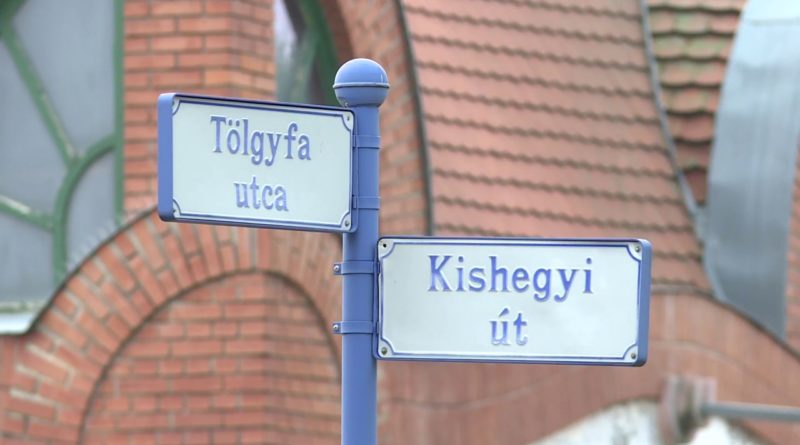 Tölgyfa
utca
Kishegyi
út